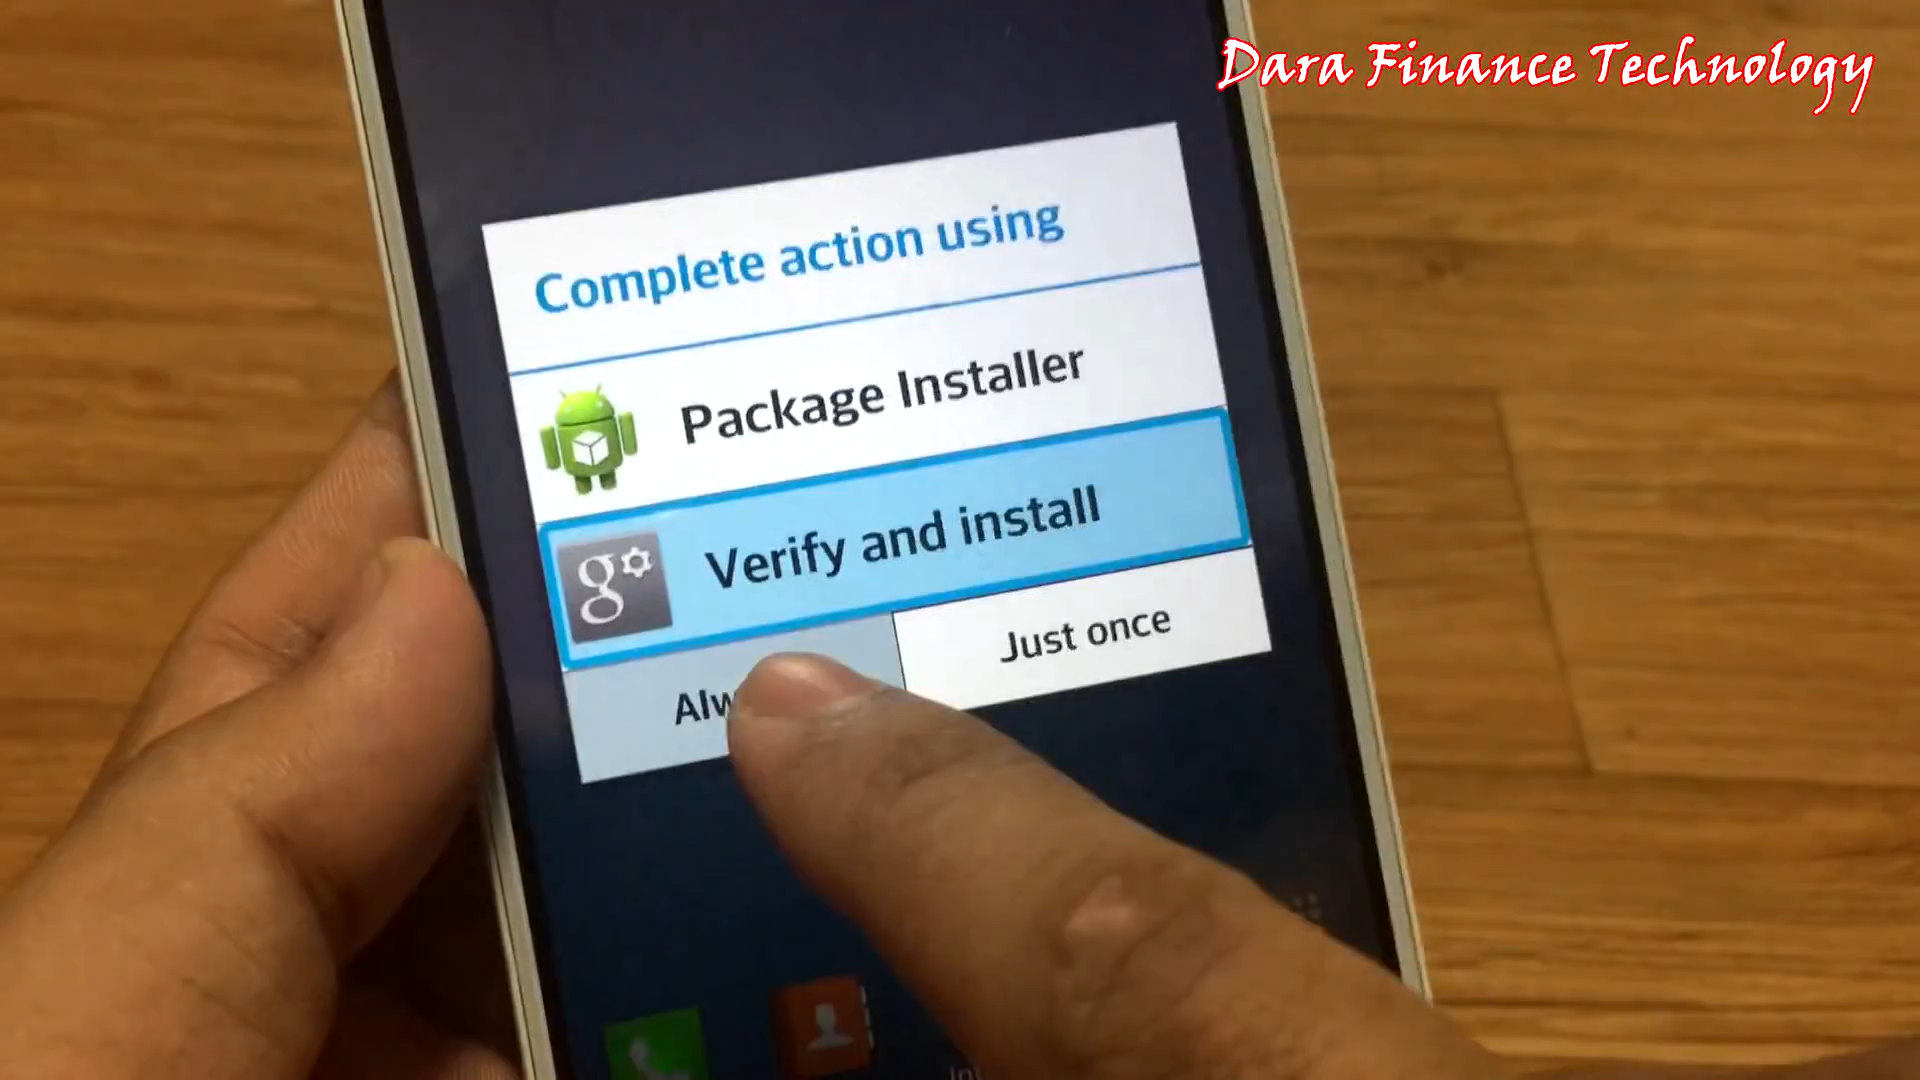 Dara Finance Technology
Complete action using
Package Installer
g
Verify and install
Just once